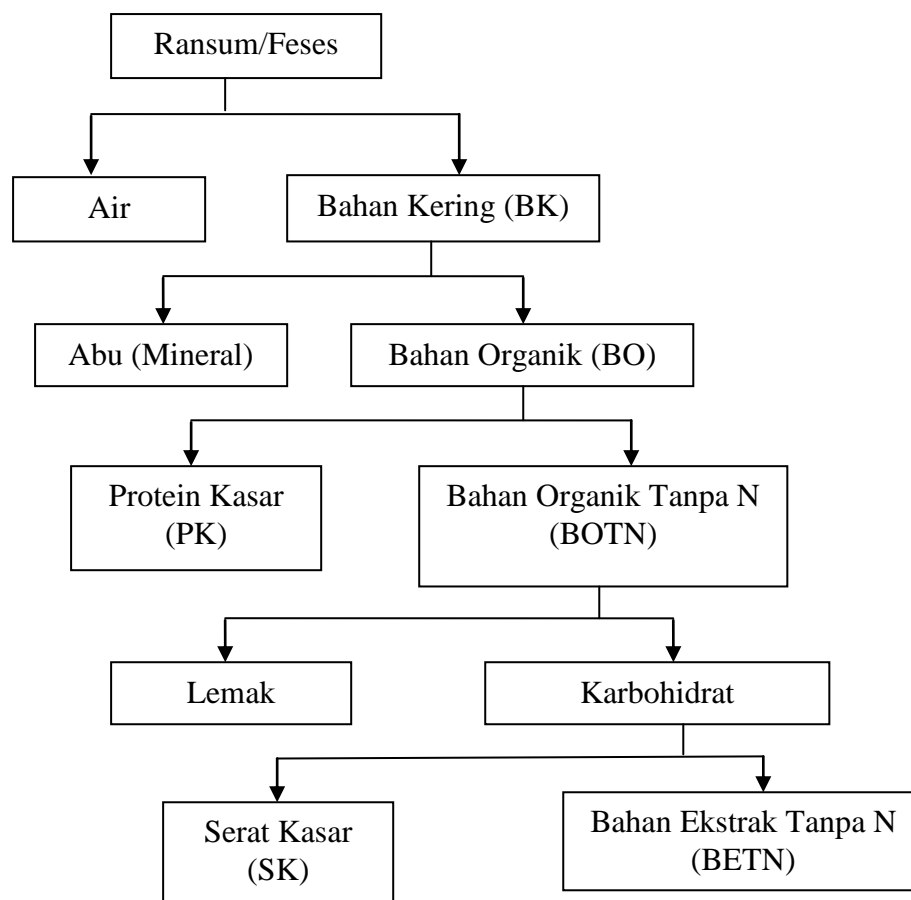 Ransum/Feses
Air
Bahan Kering (BK)
Abu (Mineral)
Bahan Organik (BO)
Protein Kasar
(PK)
Bahan Organik Tanpa N
(BOTN)
Lemak
Karbohidrat
Serat Kasar
(SK)
Bahan Ekstrak Tanpa N
(BETN)